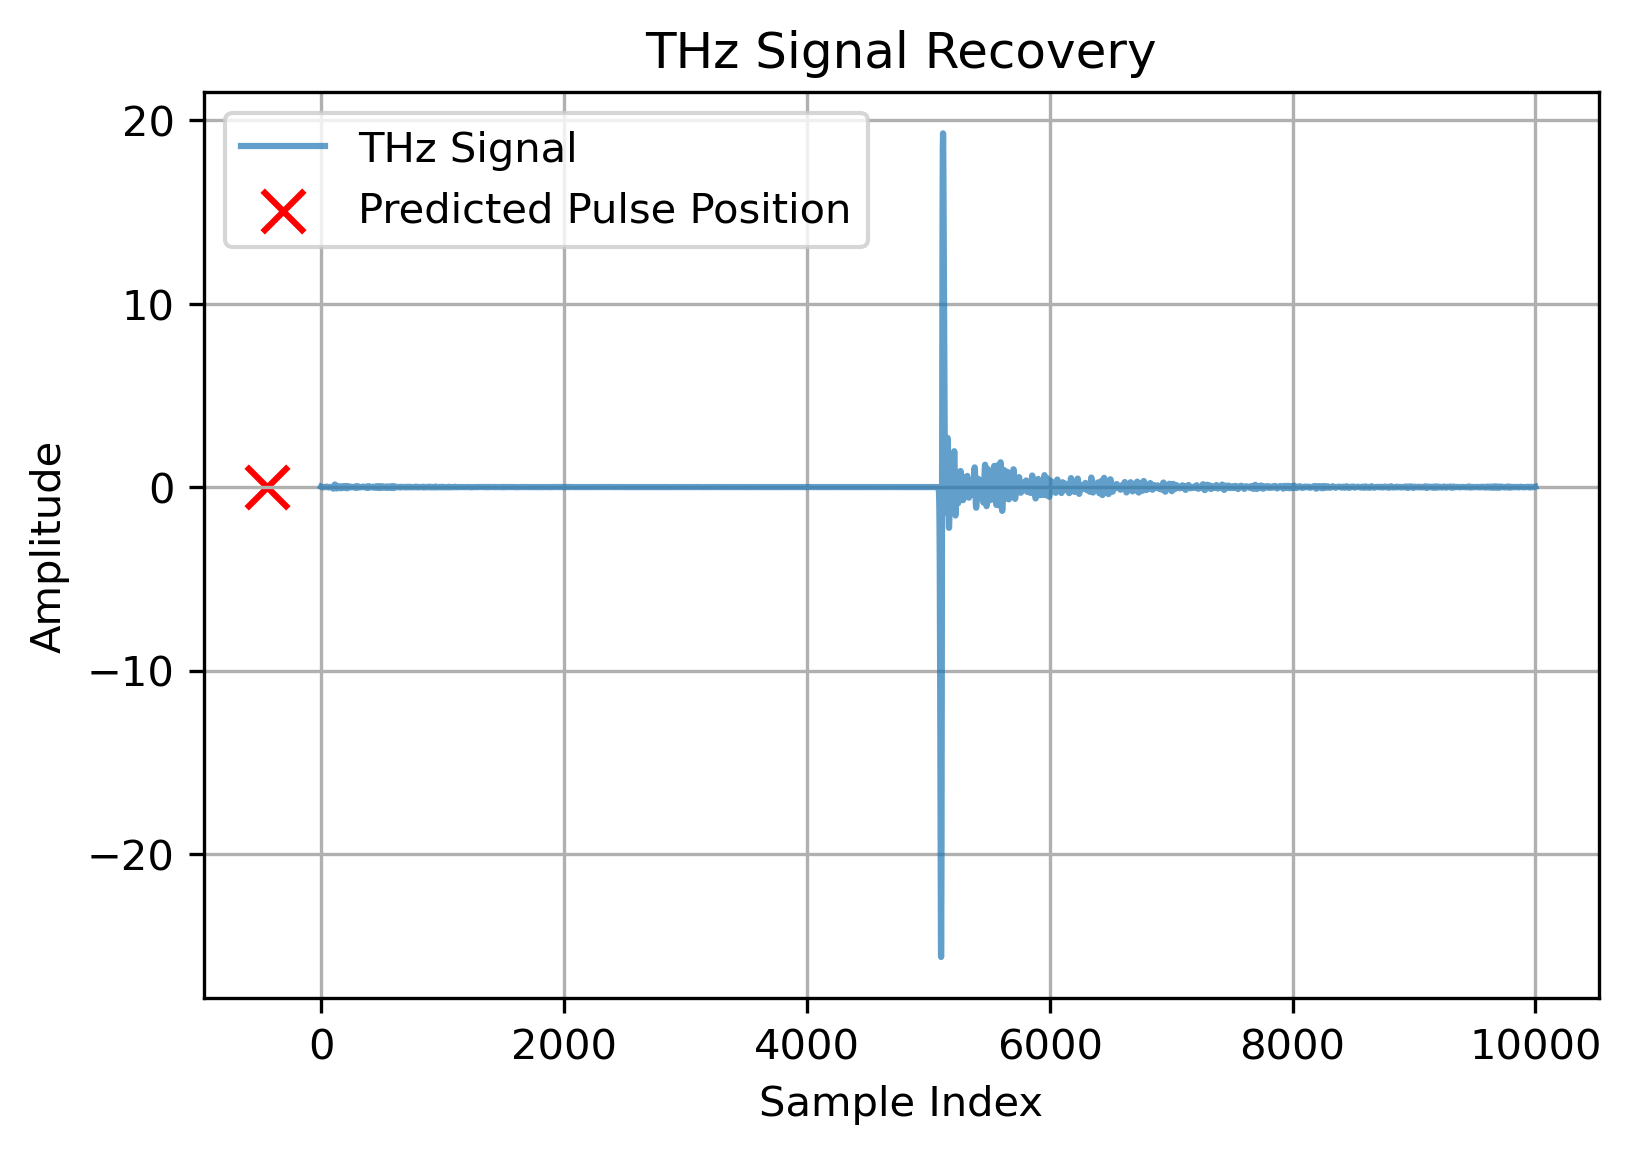 THz Signal Recovery
THz Signal
Predicted Pulse Position
20
10
0
−10
−20
Amplitude
0 2000 4000 6000 8000 10000
Sample Index